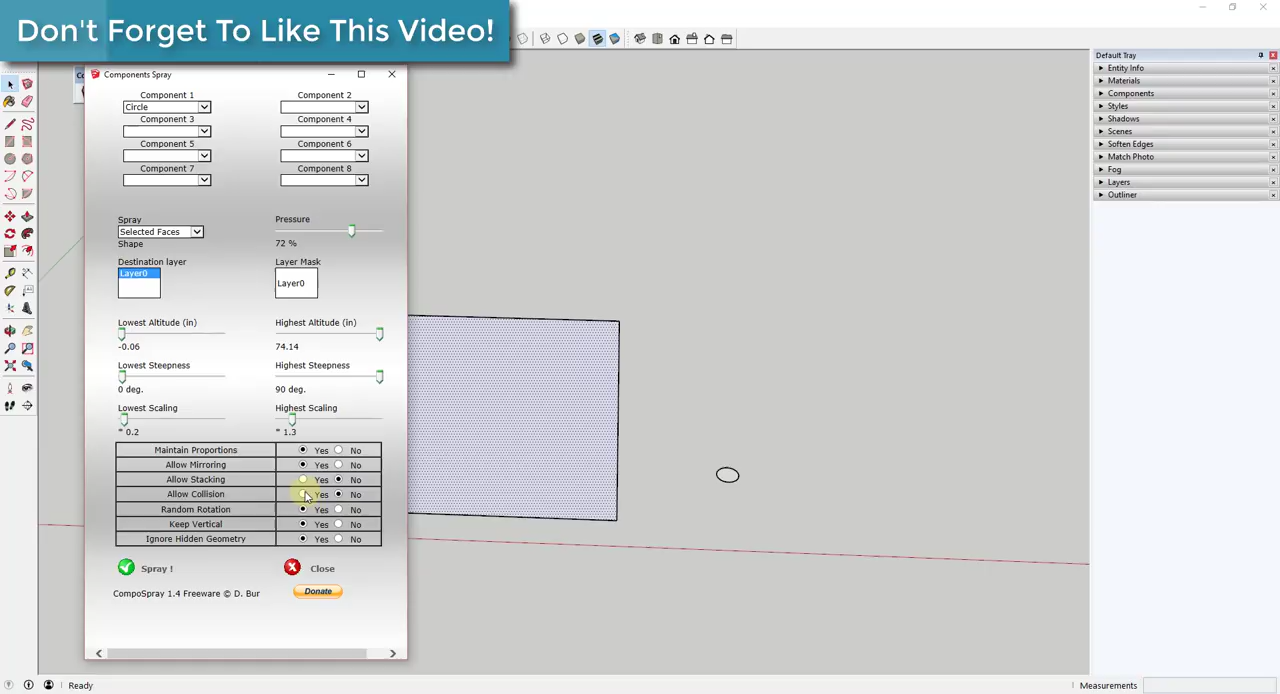 Don't Forget To Like This Video!
Components Spray
Component 1
Component 2
Circle
Component 3
Component 4
Component 5
Component 6
Component 7
Component 8
Spray
Pressure
Selected Faces
Shape
72 %
Destination layer
Layer Mask
Layer0
Layer0
Lowest Altitude (in)
Highest Altitude (in)
-0.06
74.14
Lowest Steepness
Highest Steepness
0 deg.
90 deg.
Lowest Scaling
Highest Scaling
* 0.2
* 1.3
Maintain Proportions Yes No
Allow Mirroring Yes No
Allow Stacking Yes No
Allow Collision Yes No
Random Rotation Yes No
Keep Vertical Yes No
Ignore Hidden Geometry Yes No
Spray !
Close
CompoSpray 1.4 Freeware © D. Bur
Donate
Default Tray
Entity Info
Materials
Components
Styles
Shadows
Scenes
Soften Edges
Match Photo
Fog
Layers
Outliner
Ready
Measurements